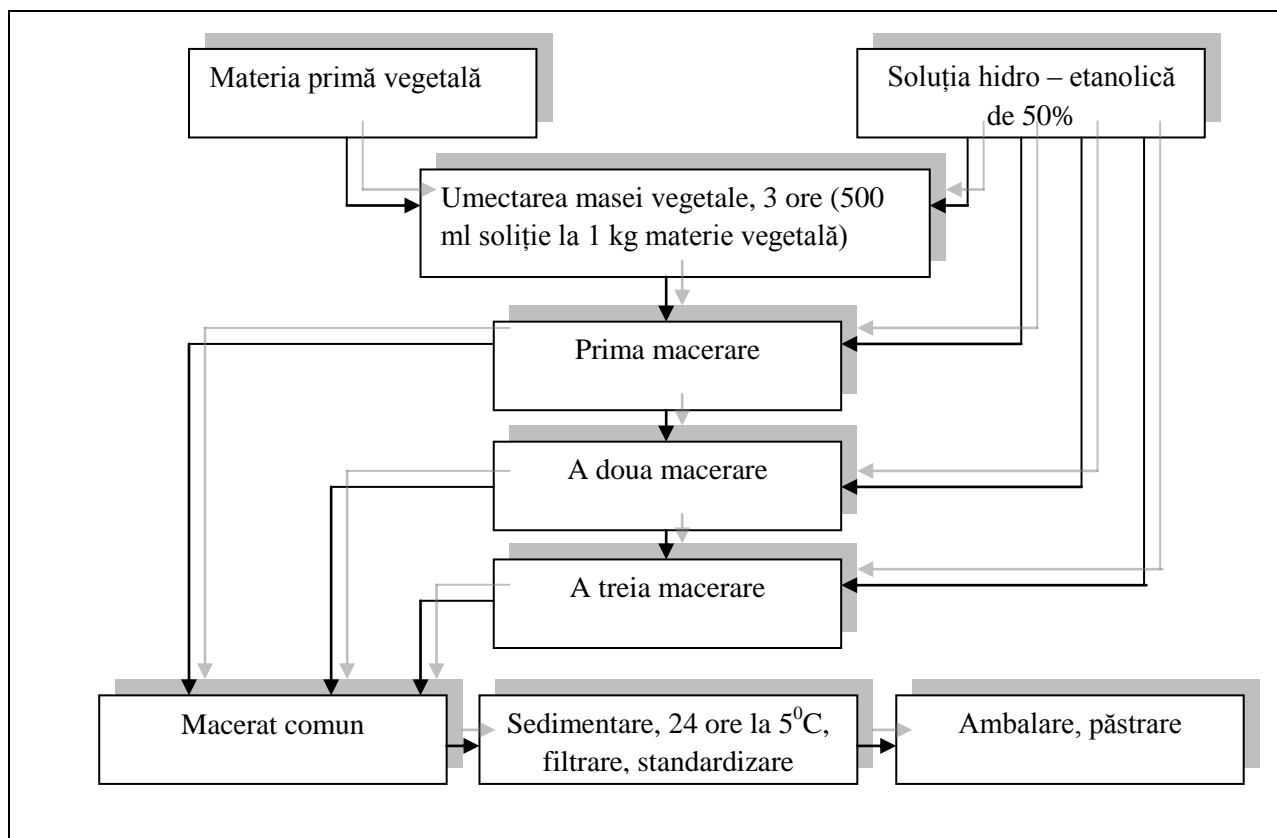 Materia primă vegetală
Soluția hidro – etanolică
de 50%
Umectarea masei vegetale, 3 ore (500
ml soliție la 1 kg materie vegetală)
Prima macerare
A doua macerare
A treia macerare
Macerat comun
Sedimentare, 24 ore la 5⁰C,
filtrare, standardizare
Ambalare, păstrare